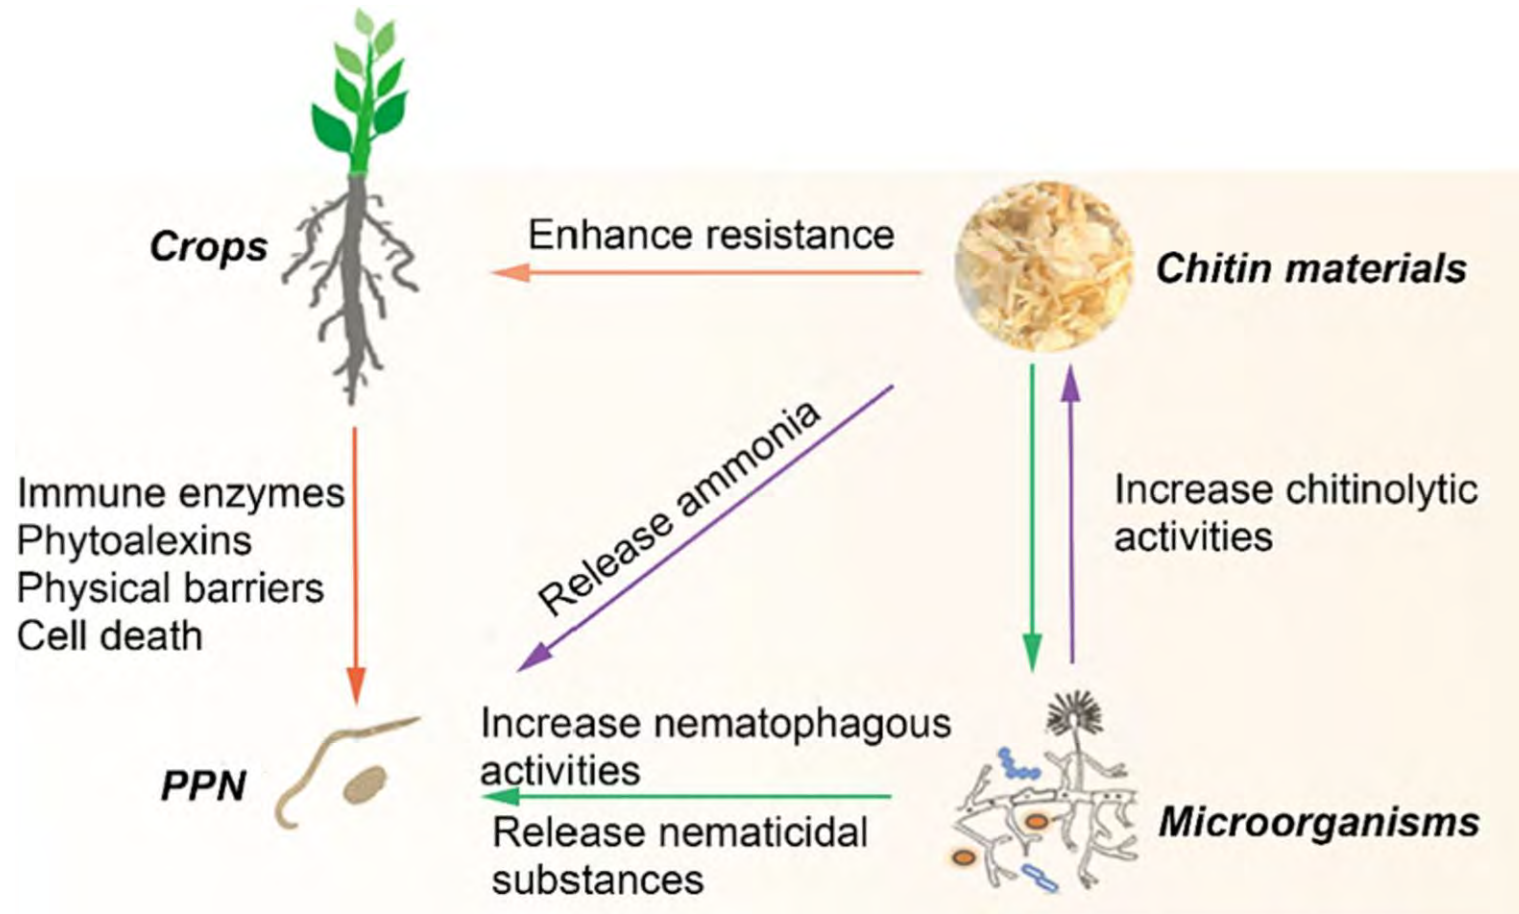 Crops
Enhance resistance
Chitin materials
Release ammonia
Immune enzymes
Phytoalexins
Physical barriers
Cell death
Increase chitinolytic
activities
PPN
Increase nematophagous
activities
Release nematicidal
substances
Microorganisms